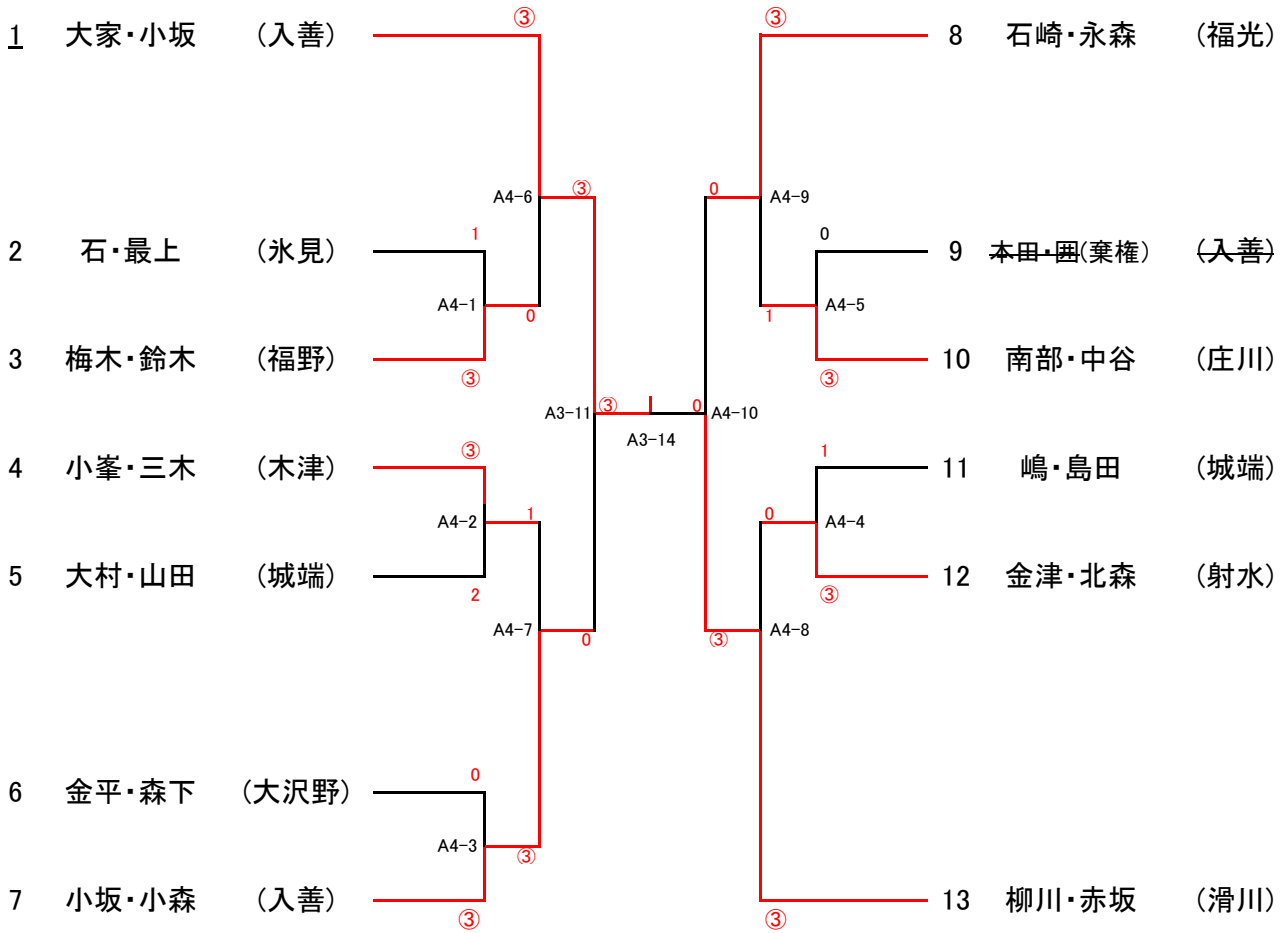 ③
1 大家・小坂 (入善)
A4-6
③
1
2 石・最上 (氷見)
A4-1
0
3 梅木・鈴木 (福野)
③
A3-11
③
A3-14
③
4 小峯・三木 (木津)
A4-2
1
5 大村・山田 (城端)
2
A4-7
0
0
6 金平・森下 (大沢野)
A4-3
③
7 小坂・小森 (入善)
③
③
8 石崎・永森 (福光)
0
A4-9
0
9 本田・囲(棄権) (入善)
1
A4-5
10 南部・中谷 (庄川)
③
0
A4-10
1
11 嶋・島田 (城端)
0
A4-4
12 金津・北森 (射水)
③
③
A4-8
13 柳川・赤坂 (滑川)
③